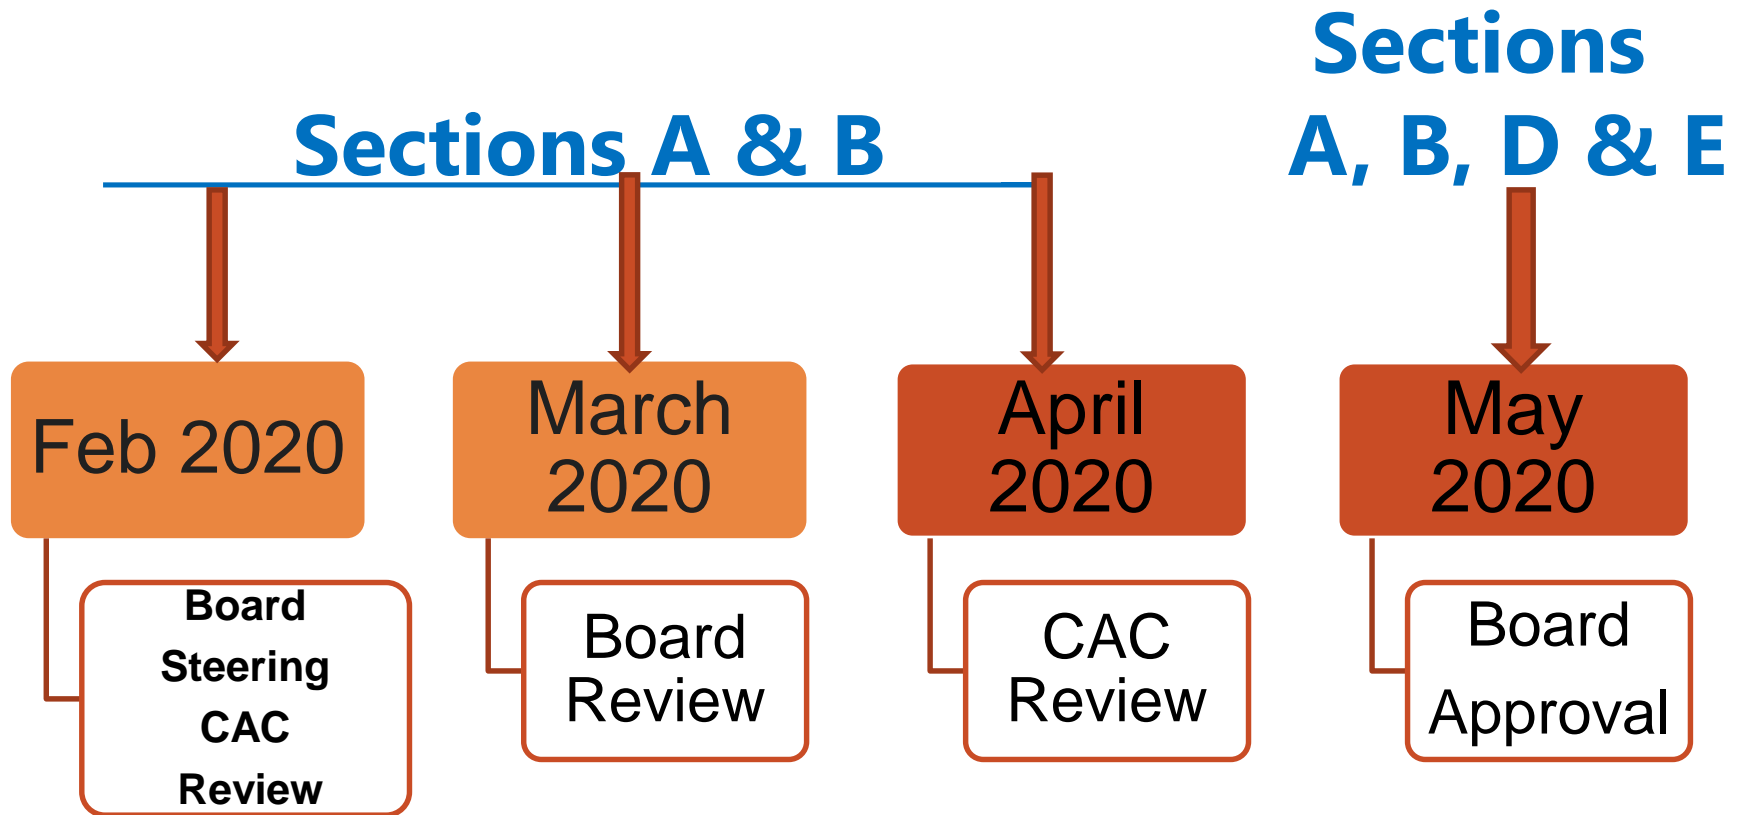 Sections A & B
Sections
A, B, D & E
Feb 2020
Board
Steering
CAC
Review
March
2020
Board
Review
April
2020
CAC
Review
May
2020
Board
Approval